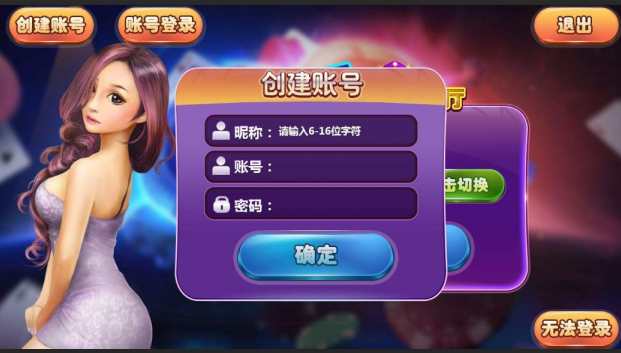 创建账号
账号登录
退出
创建账号
厅
昵称：请输入6-16位字符
账号：
击切换
密码：
确定
无法登录